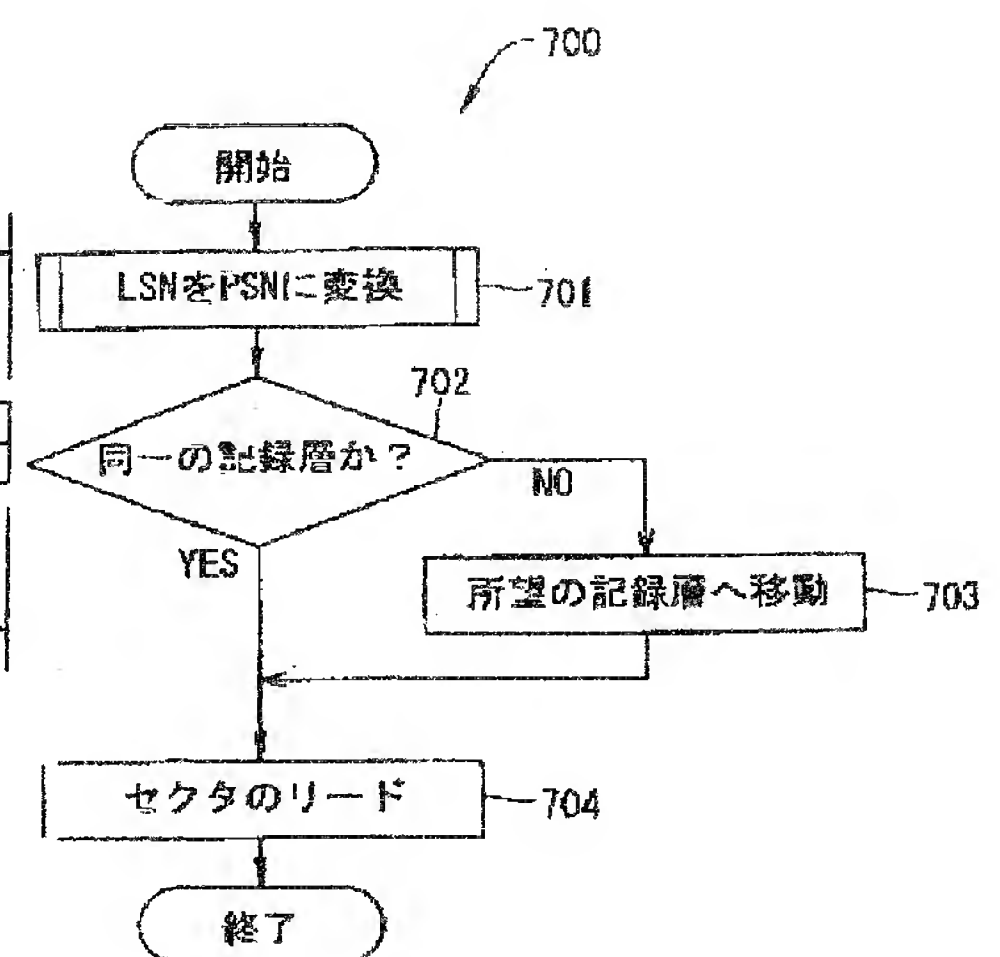 700
開始
LSNをPSNに変換
701
702
同一の記録層か？
NO
YES
所望の記録層へ移動
703
セクタのリード
704
終了